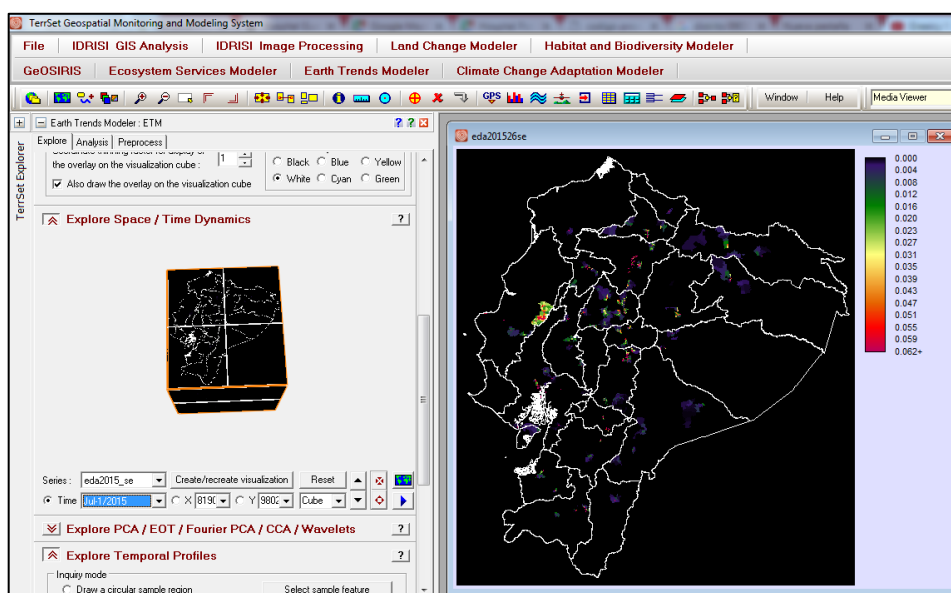 TerrSet Geospatial Monitoring and Modeling System
File IDRISI GIS Analysis IDRISI Image Processing Land Change Modeler Habitat and Biodiversity Modeler
GeOSIRIS Ecosystem Services Modeler Earth Trends Modeler Climate Change Adaptation Modeler
GPS Window Help Media Viewer
TerrSet Explorer
Earth Trends Modeler : ETM
Explore Analysis Preprocess
the overlay on the visualization cube : 1
Black Blue Yellow
White Cyan Green
Also draw the overlay on the visualization cube
Explore Space / Time Dynamics ?
Series : eda2015_se Create/recreate visualization Reset
Time Jul-1/2015 X 819( Y 980: Cube
Explore PCA / EOT / Fourier PCA / CCA / Wavelets ?
Explore Temporal Profiles ?
Inquiry mode
Draw a circular sample region Select sample feature
eda201526se
0.000
0.004
0.008
0.012
0.016
0.020
0.023
0.027
0.031
0.035
0.039
0.043
0.047
0.051
0.055
0.059
0.062+